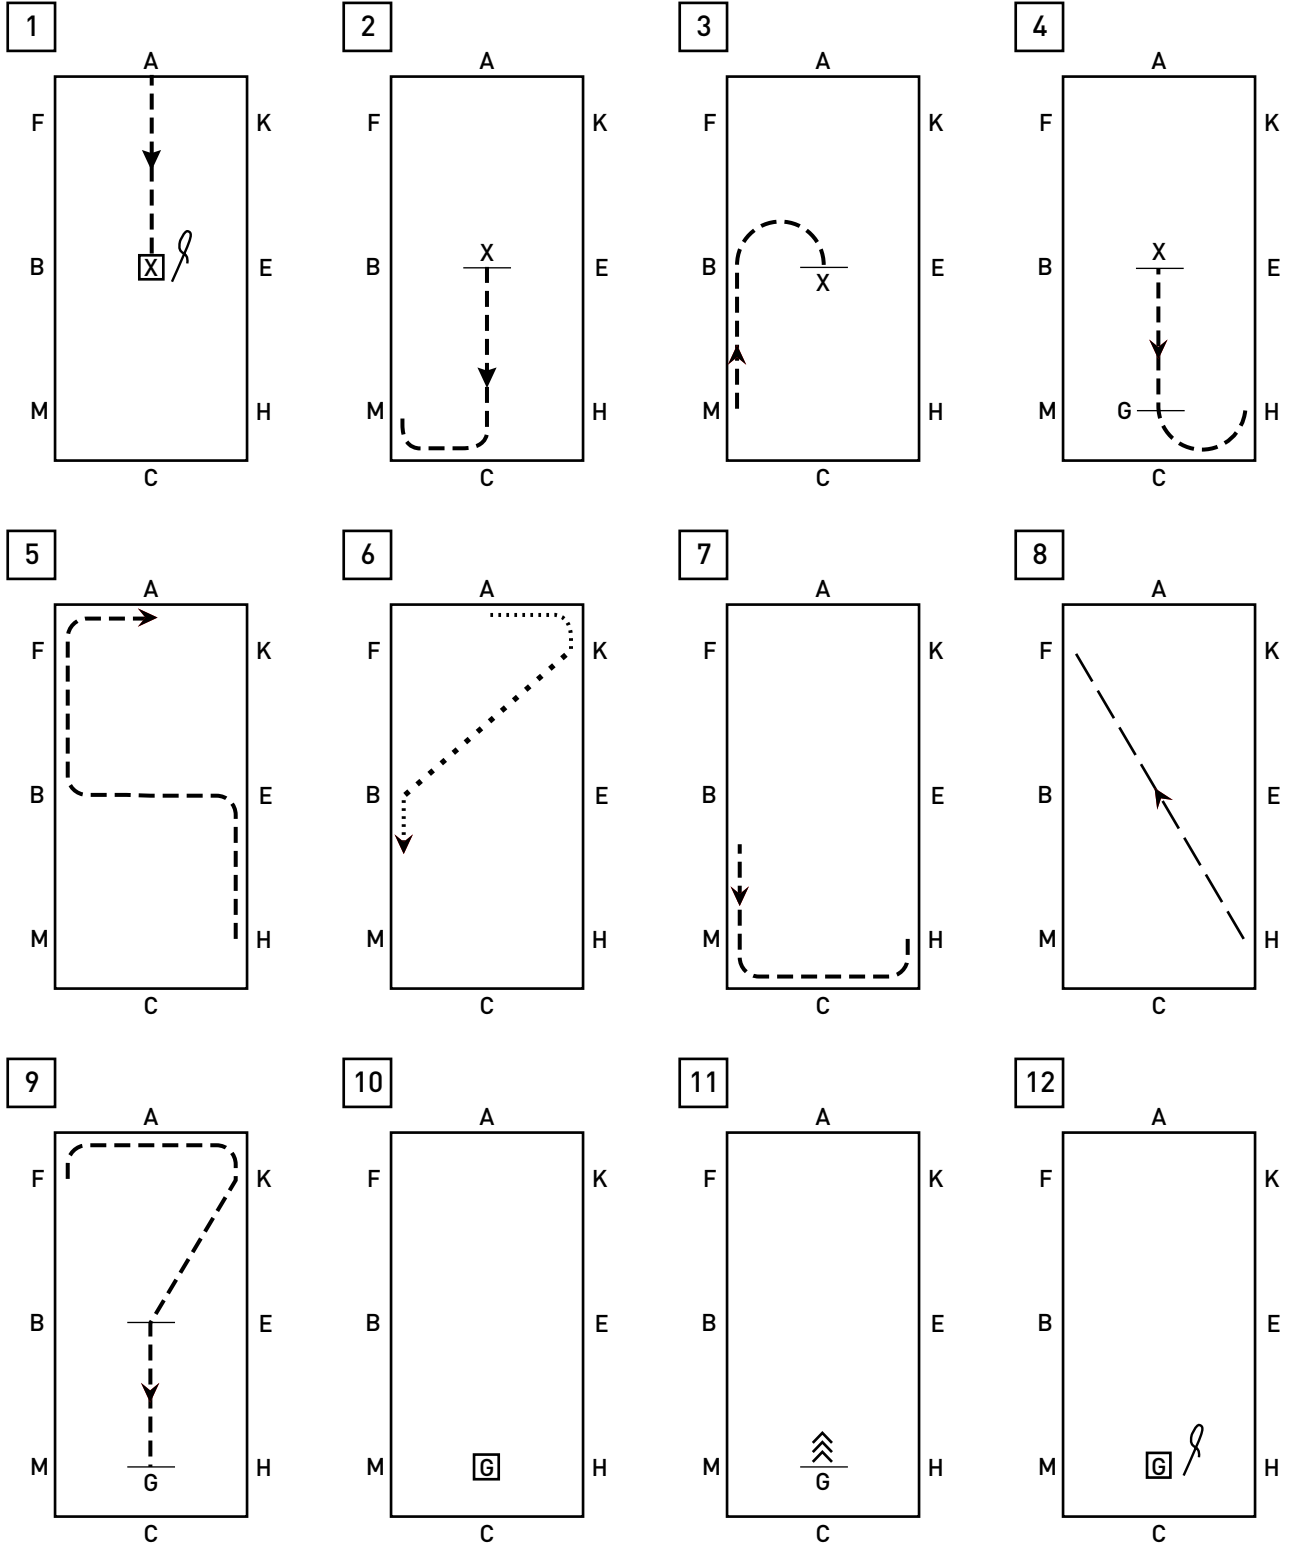 1 2 3 4
A A A A
F K F K F K F K
X X
B X E B E B E B E
X
M H M H M H M G H
C C C C
5 6 7 8
A A A A
F K F K F K F K
B E B E B E B E
M H M H M H M H
C C C C
9 10 11 12
A A A A
F K F K F K F K
B E B E B E B E
M H M G H M H M G H
G G
C C C C